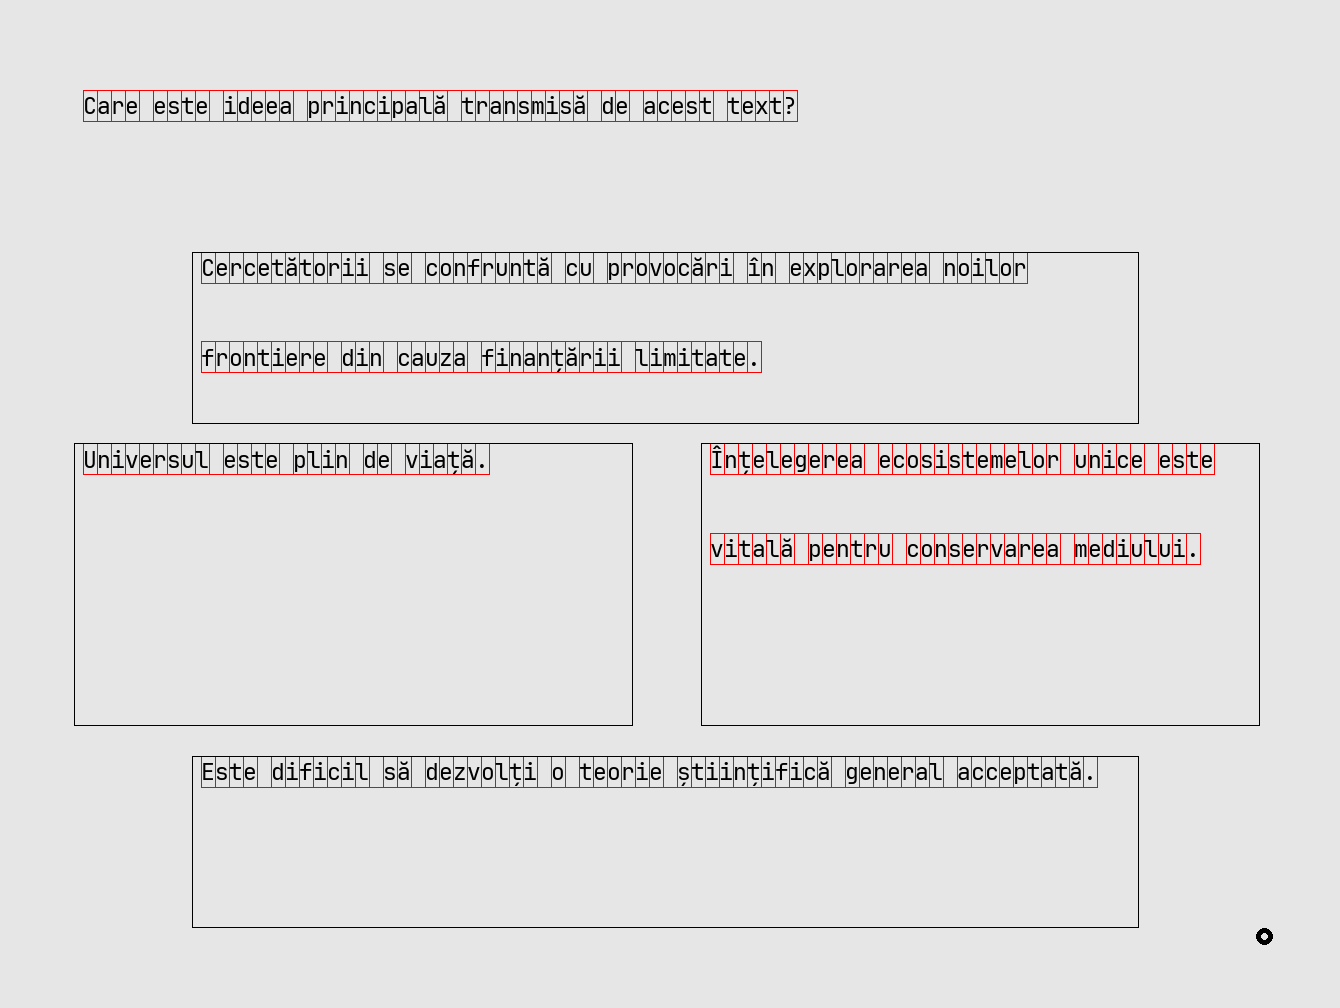 Care este ideea principală transmisă de acest text?
Cercetătorii se confruntă cu provocări în explorarea noilor
frontiere din cauza finanțării limitate.
Universul este plin de viață.
Înțelegerea ecosistemelor unice este
vitală pentru conservarea mediului.
Este dificil să dezvolți o teorie științifică general acceptată.